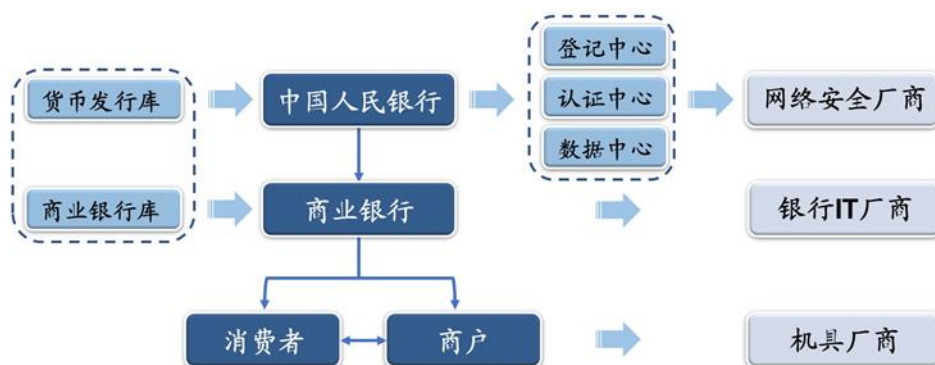 登记中心
货币发行库
中国人民银行
认证中心
网络安全厂商
数据中心
商业银行库
商业银行
银行IT厂商
消费者
商户
机具厂商